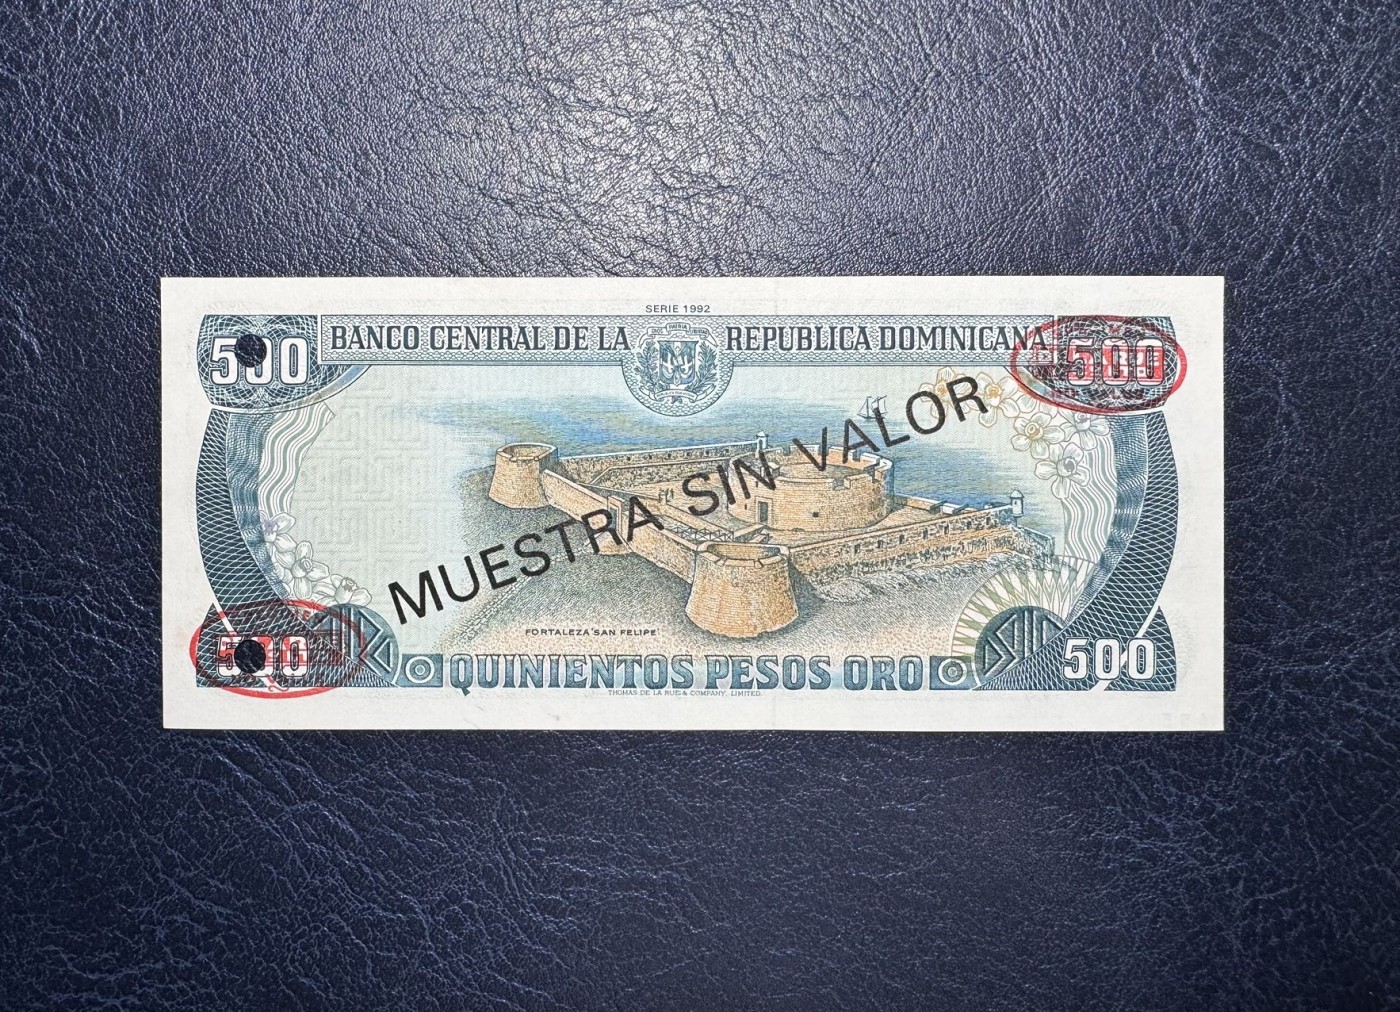 SERIE 1992
500 BANCO CENTRAL DE LA REPUBLICA DOMINICANA 500
MUESTRA SIN VALOR
FORTALEZA "SAN FELIPE"
500 QUINIENTOS PESOS ORO 500
THOMAS DE LA RUE & COMPANY, LIMITED.